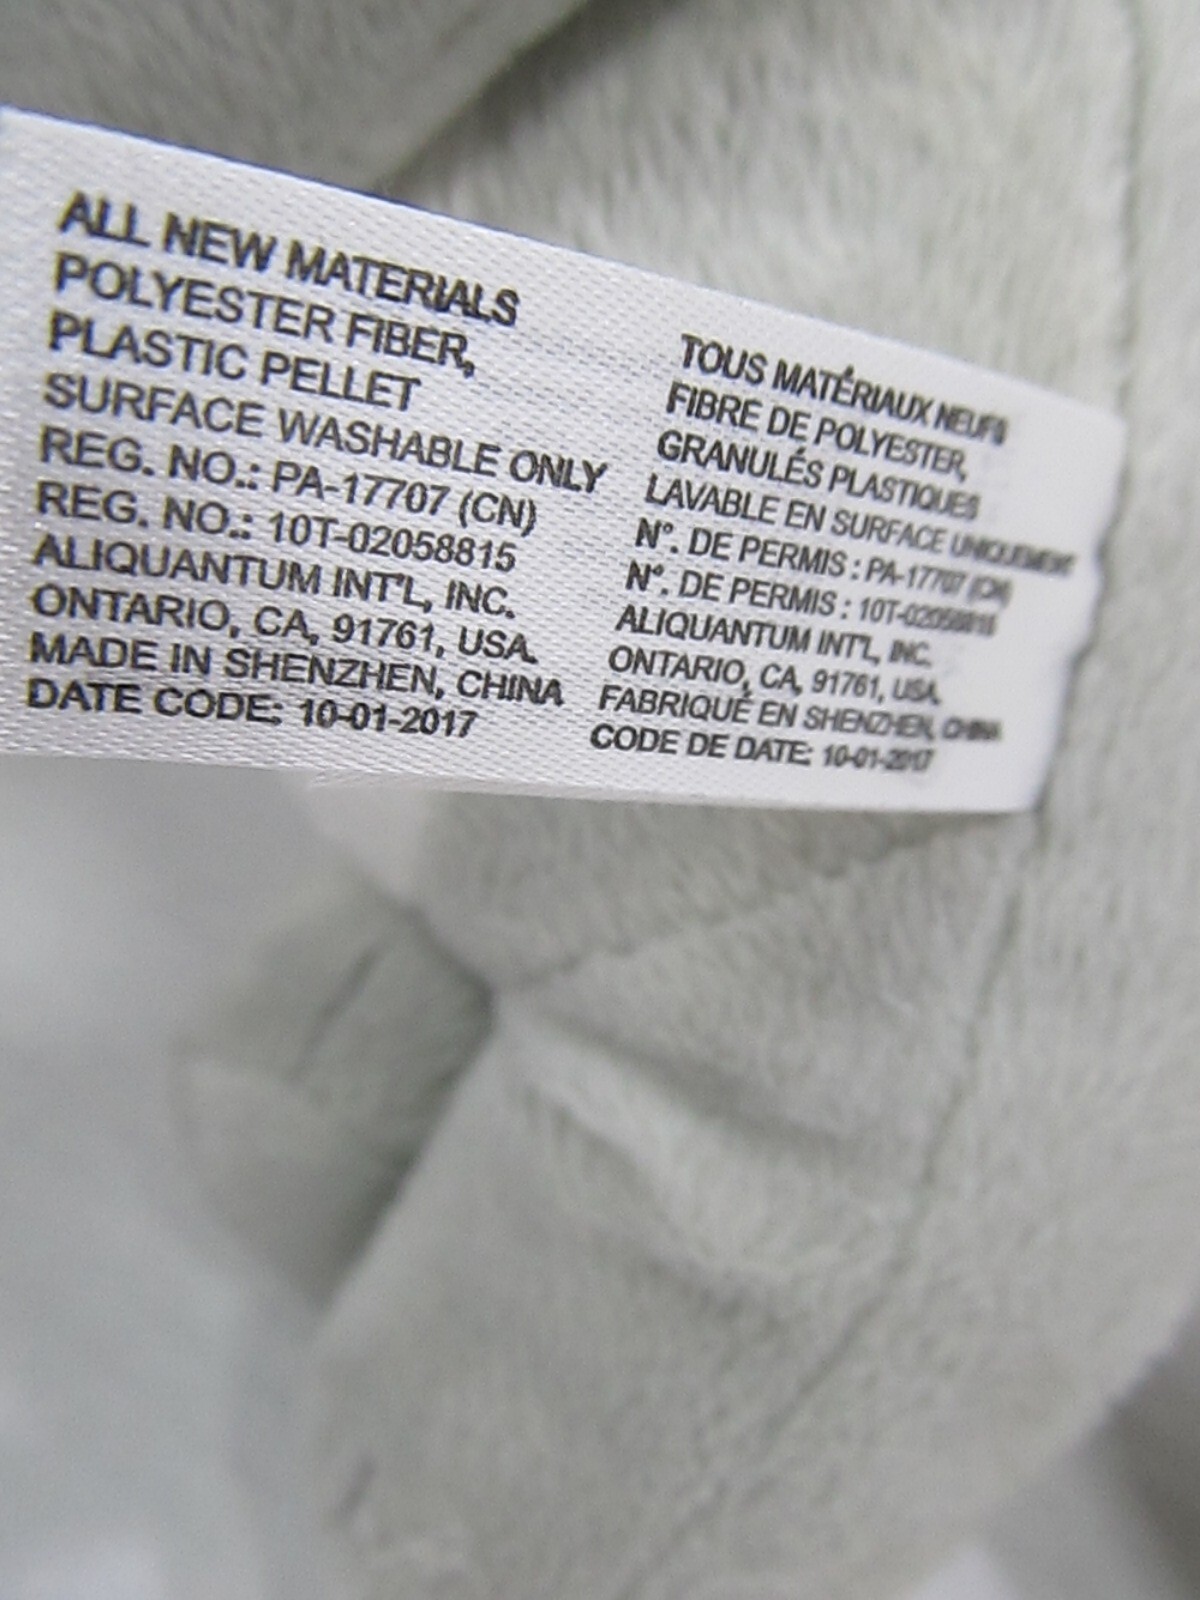 ALL NEW MATERIALS
POLYESTER FIBER,
PLASTIC PELLET
SURFACE WASHABLE ONLY
REG. NO.: PA-17707 (CN)
REG. NO.: 10T-02058815
ALIQUANTUM INT'L, INC.
ONTARIO, CA, 91761, USA.
MADE IN SHENZHEN, CHINA
DATE CODE: 10-01-2017
TOUS MATÉRIAUX NEUFS
FIBRE DE POLYESTER,
GRANULÉS PLASTIQUES
LAVABLE EN SURFACE UNIQUEMENT
N°. DE PERMIS : PA-17707 (CN)
N°. DE PERMIS : 10T-02058815
ALIQUANTUM INT'L, INC.
ONTARIO, CA, 91761, USA.
FABRIQUÉ EN SHENZHEN, CHINA
CODE DE DATE: 10-01-2017